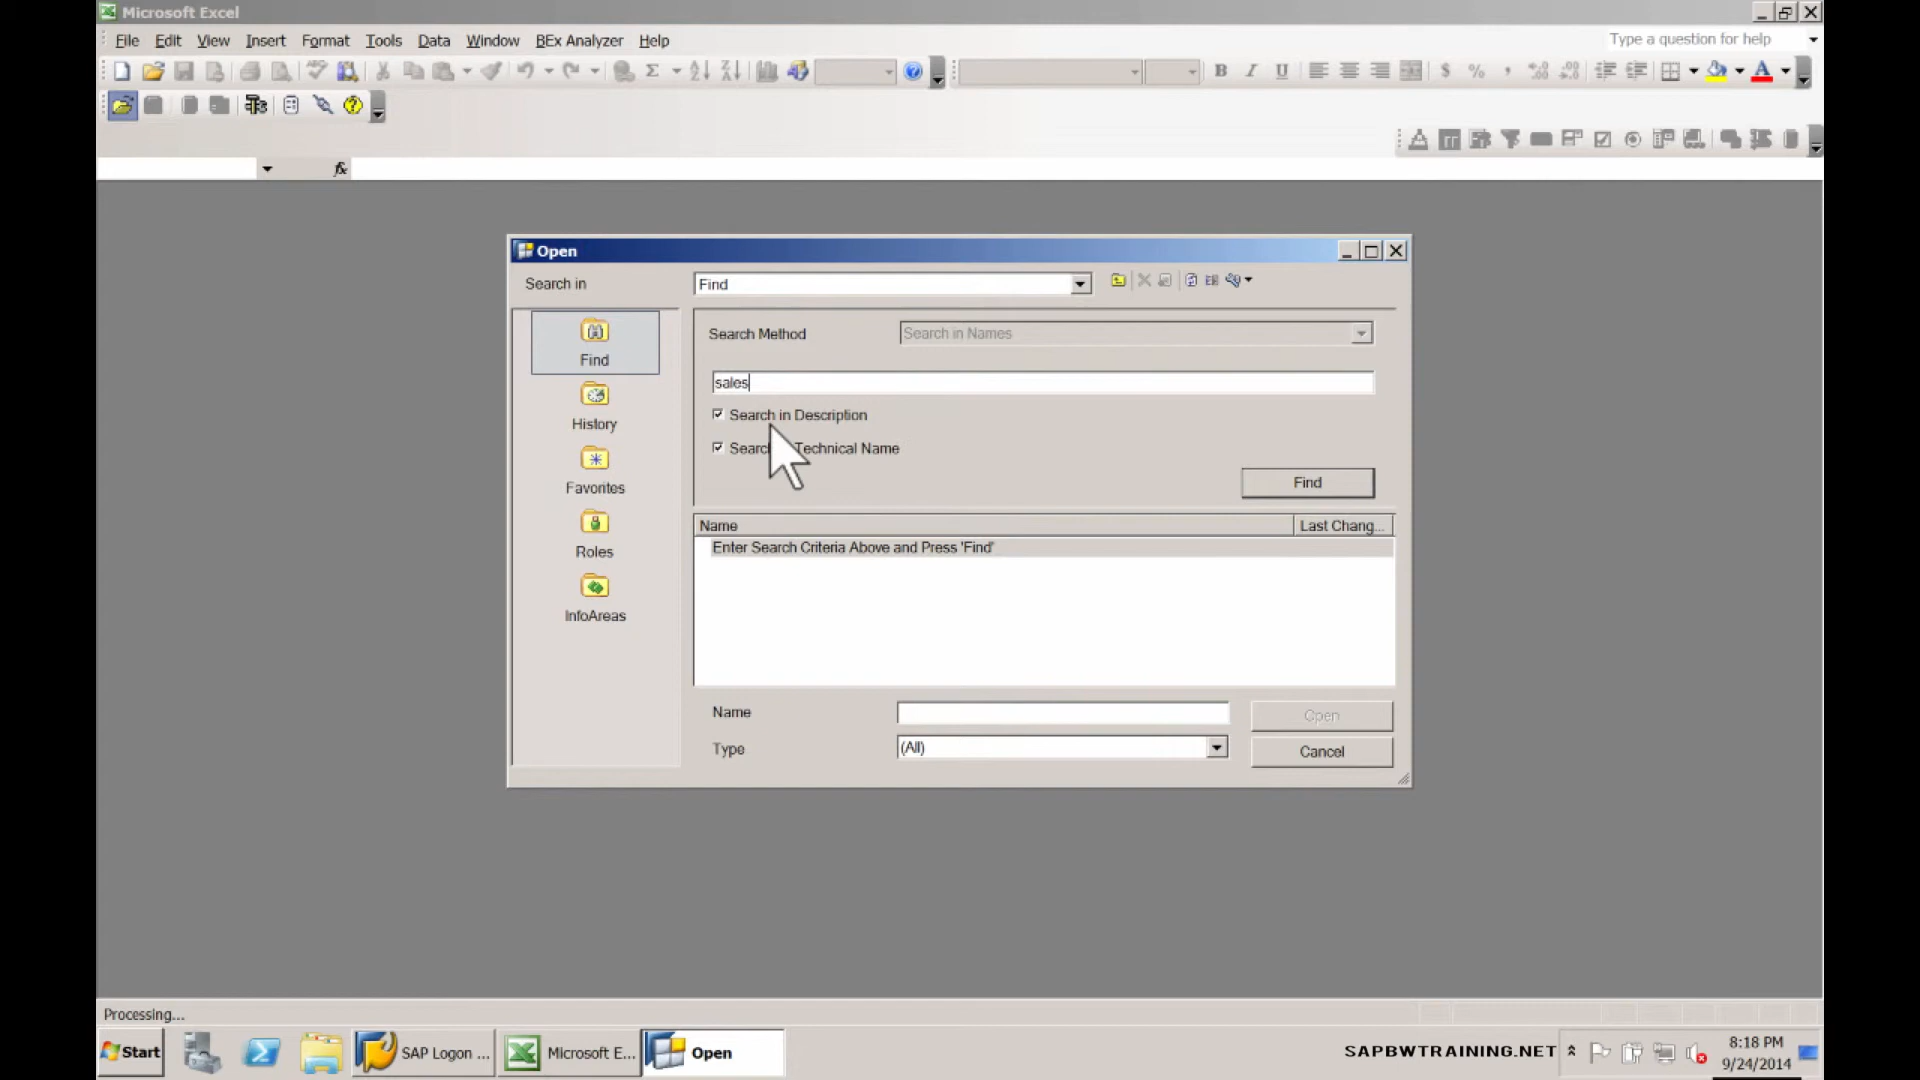 Microsoft Excel
File Edit View Insert Format Tools Data Window BEx Analyzer Help
Type a question for help
Open
Search in
Find
Search Method
Search in Names
sales
Search in Description
Search Technical Name
Find
Find
History
Favorites
Roles
InfoAreas
Name
Last Chang...
Enter Search Criteria Above and Press 'Find'
Name
Open
Type
(All)
Cancel
Processing...
Start
SAP Logon ...
Microsoft E...
Open
SAPBWTRAINING.NET
8:18 PM
9/24/2014